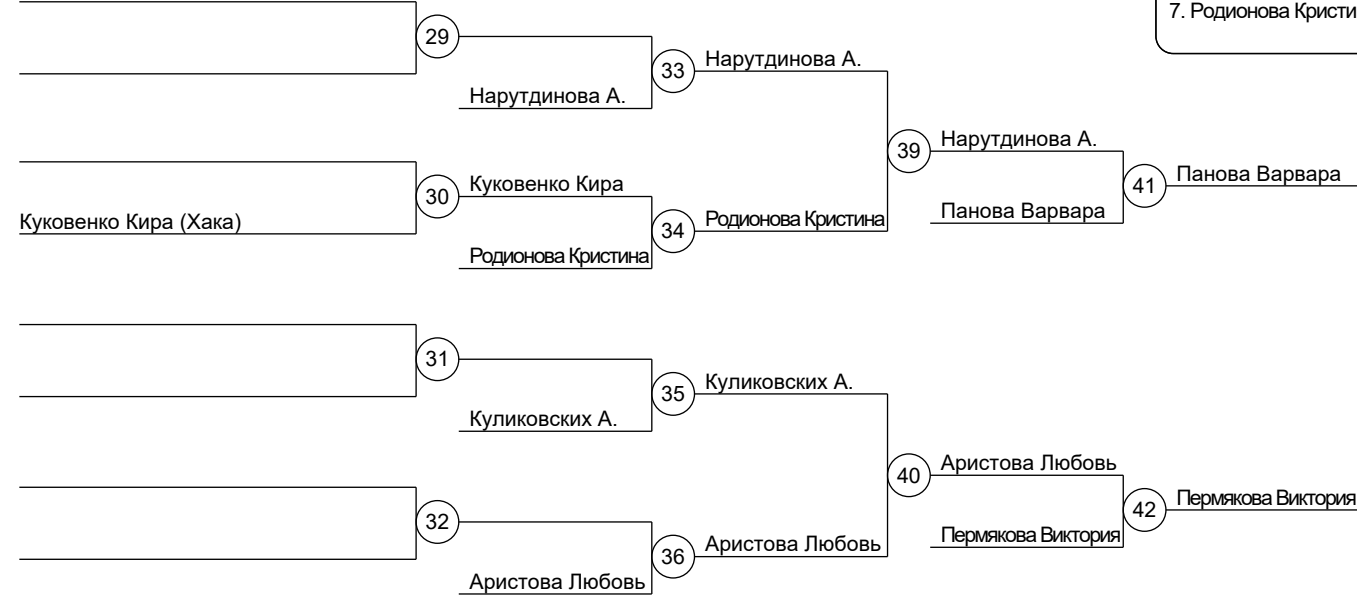 7. Родионова Кристи
29
Нарутдинова А.
33
Нарутдинова А.
39
Нарутдинова А.
Панова Варвара
41
Панова Варвара
Куковенко Кира (Хака)
30
Куковенко Кира
Родионова Кристина
34
Родионова Кристина
31
Куликовских А.
35
Куликовских А.
40
Аристова Любовь
Пермякова Виктория
42
Пермякова Виктория
32
Аристова Любовь
36
Аристова Любовь